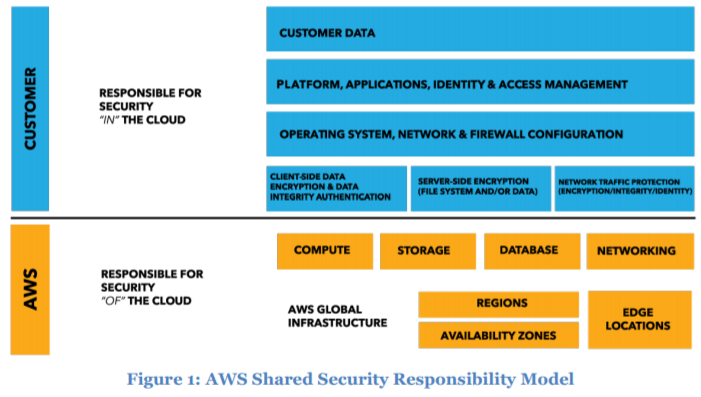 CUSTOMER
RESPONSIBLE FOR
SECURITY
"IN" THE CLOUD
CUSTOMER DATA
PLATFORM, APPLICATIONS, IDENTITY & ACCESS MANAGEMENT
OPERATING SYSTEM, NETWORK & FIREWALL CONFIGURATION
CLIENT-SIDE DATA
ENCRYPTION & DATA
INTEGRITY AUTHENTICATION
SERVER-SIDE ENCRYPTION
(FILE SYSTEM AND/OR DATA)
NETWORK TRAFFIC PROTECTION
(ENCRYPTION/INTEGRITY/IDENTITY)
AWS
RESPONSIBLE FOR
SECURITY
"OF" THE CLOUD
COMPUTE
STORAGE
DATABASE
NETWORKING
AWS GLOBAL
INFRASTRUCTURE
REGIONS
AVAILABILITY ZONES
EDGE
LOCATIONS
Figure 1: AWS Shared Security Responsibility Model